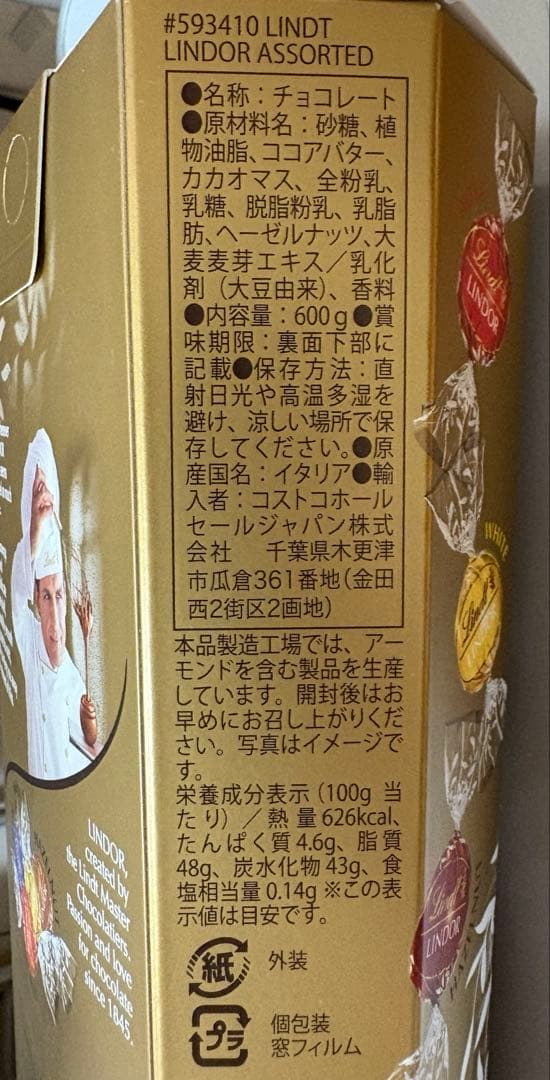 #593410 LINDT
LINDOR ASSORTED
●名称：チョコレート
●原材料名：砂糖、植
物油脂、ココアバター、
カカオマス、全粉乳、
乳糖、脱脂粉乳、乳脂
肪、ヘーゼルナッツ、大
麦麦芽エキス／乳化
剤（大豆由来）、香料
●内容量：600g●賞
味期限：裏面下部に
記載●保存方法：直
射日光や高温多湿を
避け、涼しい場所で保
存してください。●原
産国名：イタリア●輸
入者：コストコホール
セールジャパン株式
会社　千葉県木更津
市瓜倉361番地（金田
西2街区2画地）
本品製造工場では、アー
モンドを含む製品を生産
しています。開封後はお
早めにお召し上がりくだ
さい。写真はイメージで
す。
栄養成分表示（100g 当
たり）／熱量626kcal、
たんぱく質4.6g、脂質
48g、炭水化物43g、食
塩相当量0.14g ※この表
示値は目安です。
紙 外装
プラ 個包装
窓フィルム
LINDOR,
created by
the Lindt Master
Chocolatiers.
Passion and love
for chocolate
since 1845.
Lindt
LINDOR
WHITE
Lindt
Lindt
LINDOR
HAZELNUT